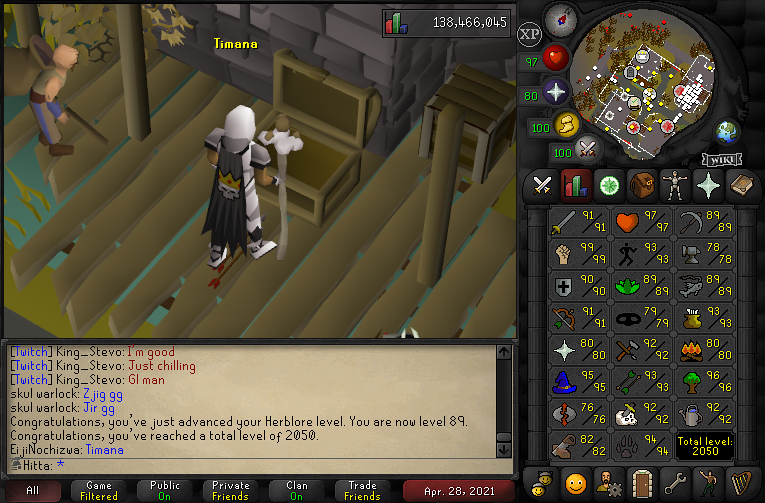 138,466,045
Timana
XP
97
80
100
100
WIKI
91 91 97 97 89 89
99 99 93 93 78 78
90 90 89 89 89 89
91 91 79 79 93 93
80 80 92 92 80 80
95 95 93 93 96 96
76 76 92 92 92 92
82 82 94 94 Total level:
2050
[Twitch] King_Stevo: I'm good
[Twitch] King_Stevo: Just chilling
[Twitch] King_Stevo: Gl man
skul warlock: Zjig gg
skul warlock: Jir gg
Congratulations, you've just advanced your Herblore level. You are now level 89.
Congratulations, you've reached a total level of 2050.
EijiNochizwa: Timana
Hitta: *
All
Game
Filtered
Public
On
Private
Friends
Clan
On
Trade
Friends
Apr. 28, 2021